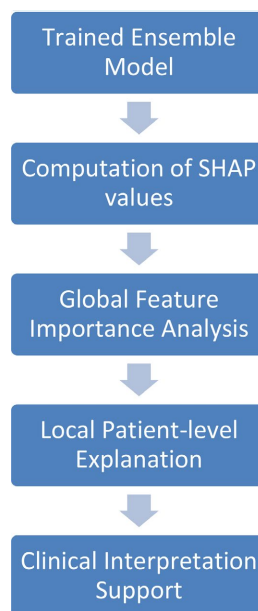 Trained Ensemble
Model
Computation of SHAP
values
Global Feature
Importance Analysis
Local Patient-level
Explanation
Clinical Interpretation
Support